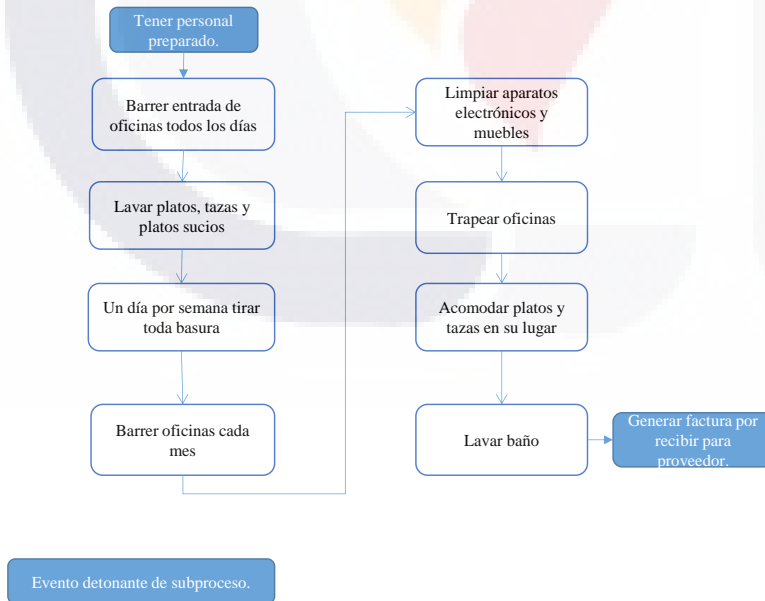 Tener personal
preparado.
Barrer entrada de
oficinas todos los días
Lavar platos, tazas y
platos sucios
Un día por semana tirar
toda basura
Barrer oficinas cada
mes
Limpiar aparatos
electrónicos y
muebles
Trapear oficinas
Acomodar platos y
tazas en su lugar
Lavar baño
Generar factura por
recibir para
proveedor.
Evento detonante de subproceso.